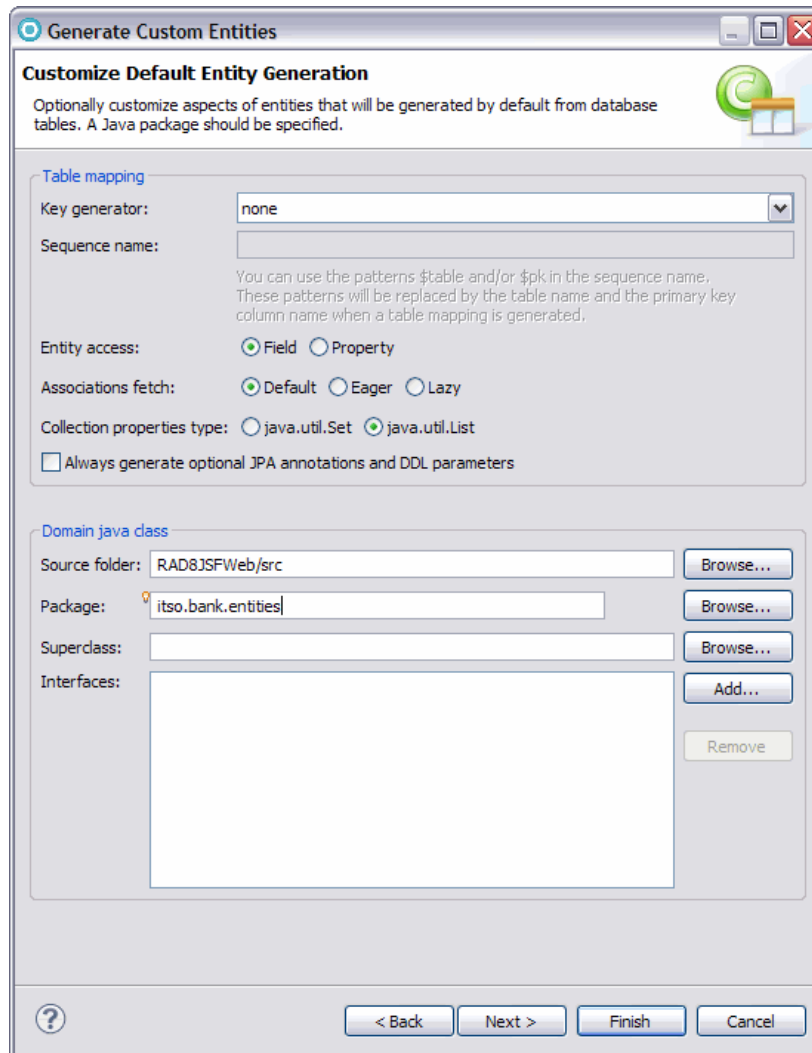 Generate Custom Entities
Customize Default Entity Generation
Optionally customize aspects of entities that will be generated by default from database
tables. A Java package should be specified.
Table mapping
Key generator: none
Sequence name:
You can use the patterns $table and/or $pk in the sequence name.
These patterns will be replaced by the table name and the primary key
column name when a table mapping is generated.
Entity access: Field Property
Associations fetch: Default Eager Lazy
Collection properties type: java.util.Set java.util.List
Always generate optional JPA annotations and DDL parameters
Domain java class
Source folder: RAD8JSFWeb/src Browse...
Package: itso.bank.entities Browse...
Superclass: Browse...
Interfaces: Add...
Remove
? < Back Next > Finish Cancel